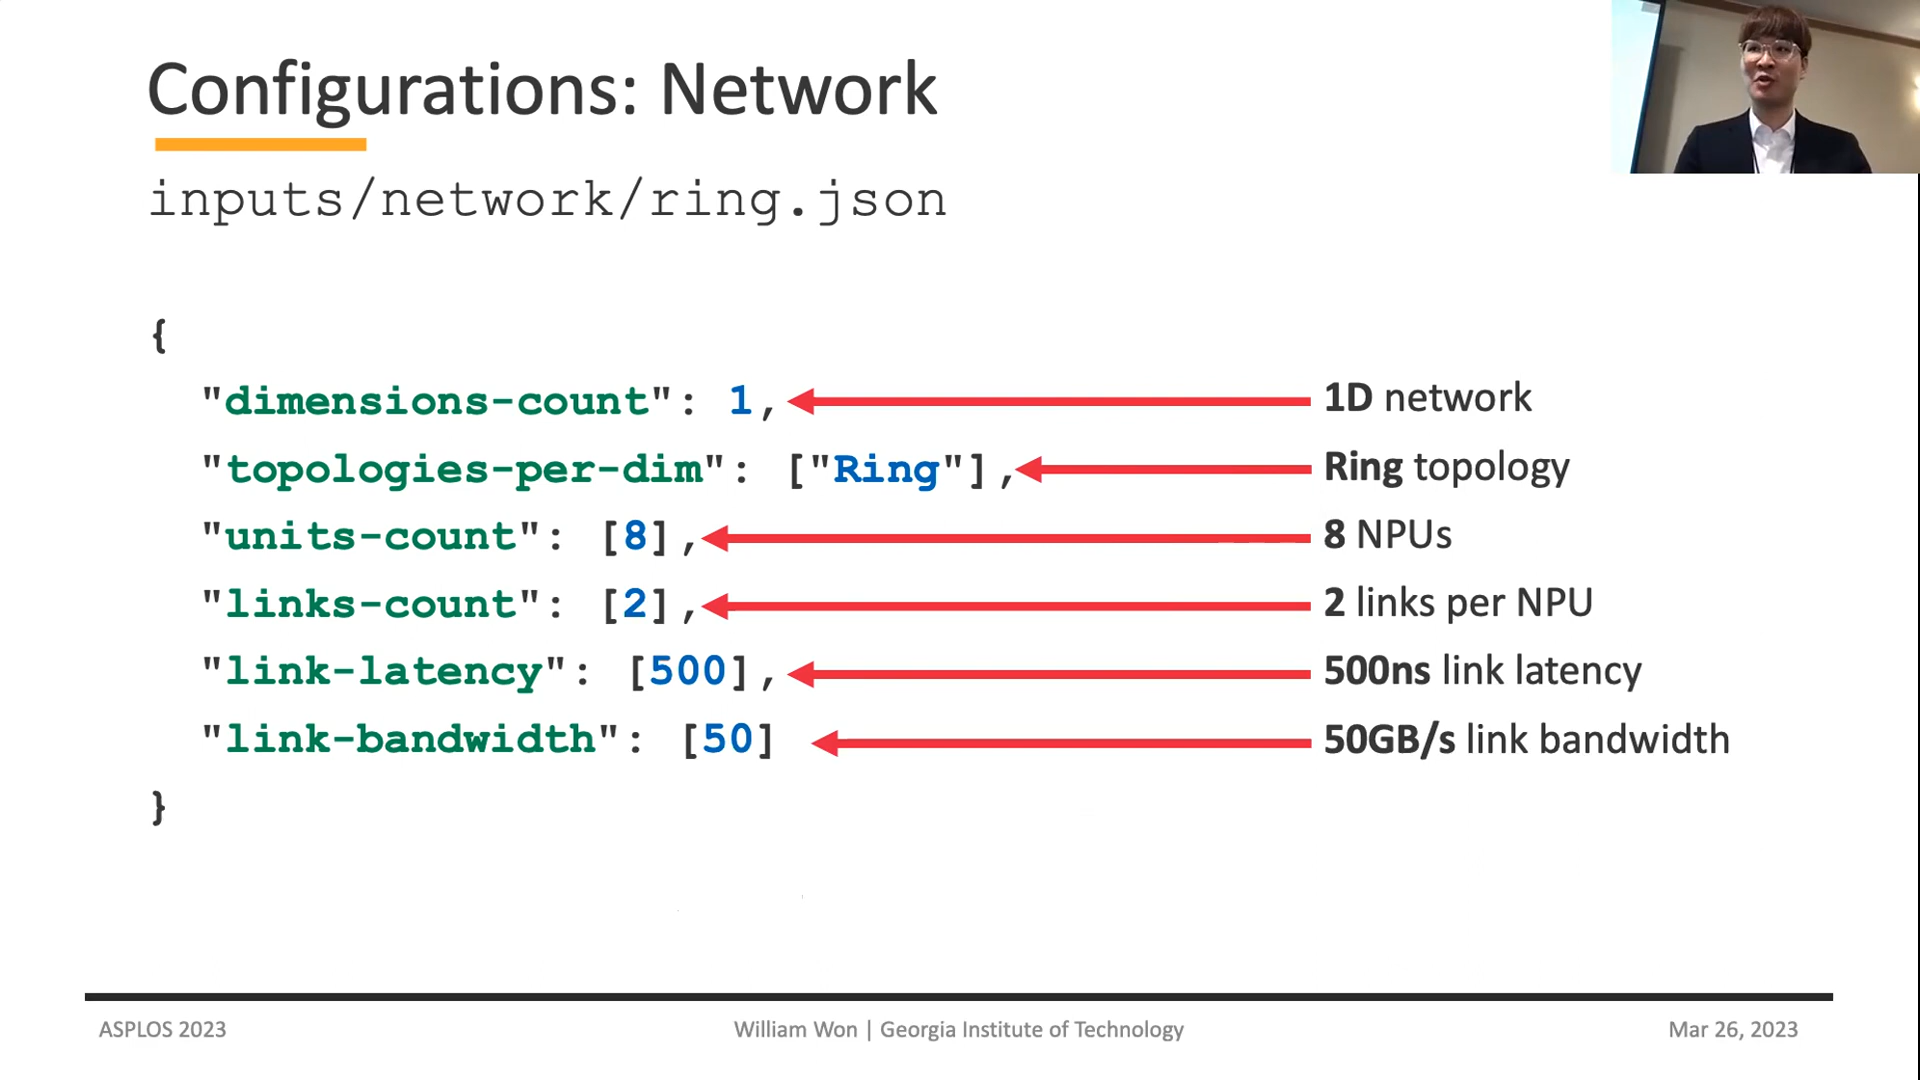 Configurations: Network
inputs/network/ring.json
{
"dimensions-count": 1, 1D network
"topologies-per-dim": ["Ring"], Ring topology
"units-count": [8], 8 NPUs
"links-count": [2], 2 links per NPU
"link-latency": [500], 500ns link latency
"link-bandwidth": [50] 50GB/s link bandwidth
}
ASPLOS 2023 William Won | Georgia Institute of Technology Mar 26, 2023